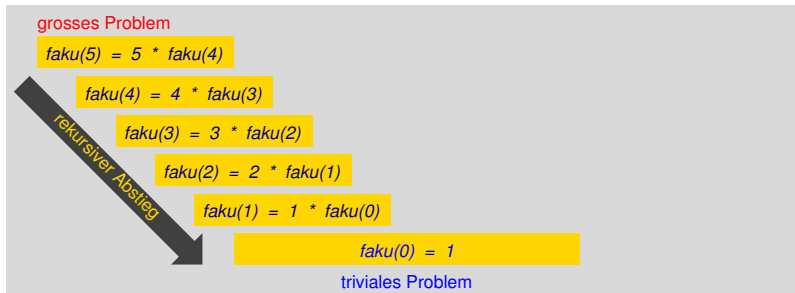 grosses Problem
faku(5) = 5 * faku(4)
faku(4) = 4 * faku(3)
faku(3) = 3 * faku(2)
rekursiver Abstieg
faku(2) = 2 * faku(1)
faku(1) = 1 * faku(0)
faku(0) = 1
triviales Problem